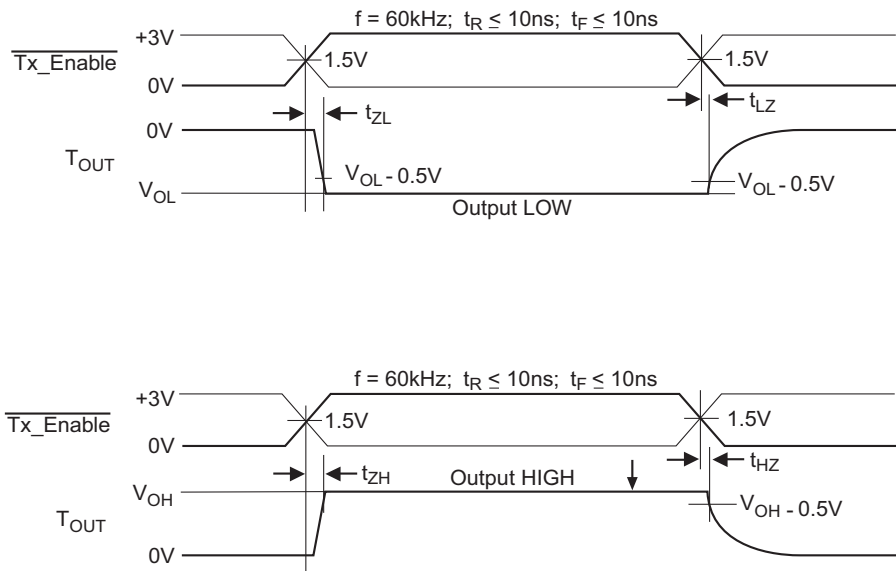 f = 60kHz; tR ≤ 10ns; tF ≤ 10ns
+3V
Tx_Enable
1.5V
1.5V
0V
tZL
tLZ
0V
TOUT
VOL - 0.5V
VOL - 0.5V
VOL
Output LOW
f = 60kHz; tR ≤ 10ns; tF ≤ 10ns
+3V
Tx_Enable
1.5V
1.5V
0V
tZH
tHZ
VOH
Output HIGH
VOH - 0.5V
TOUT
0V